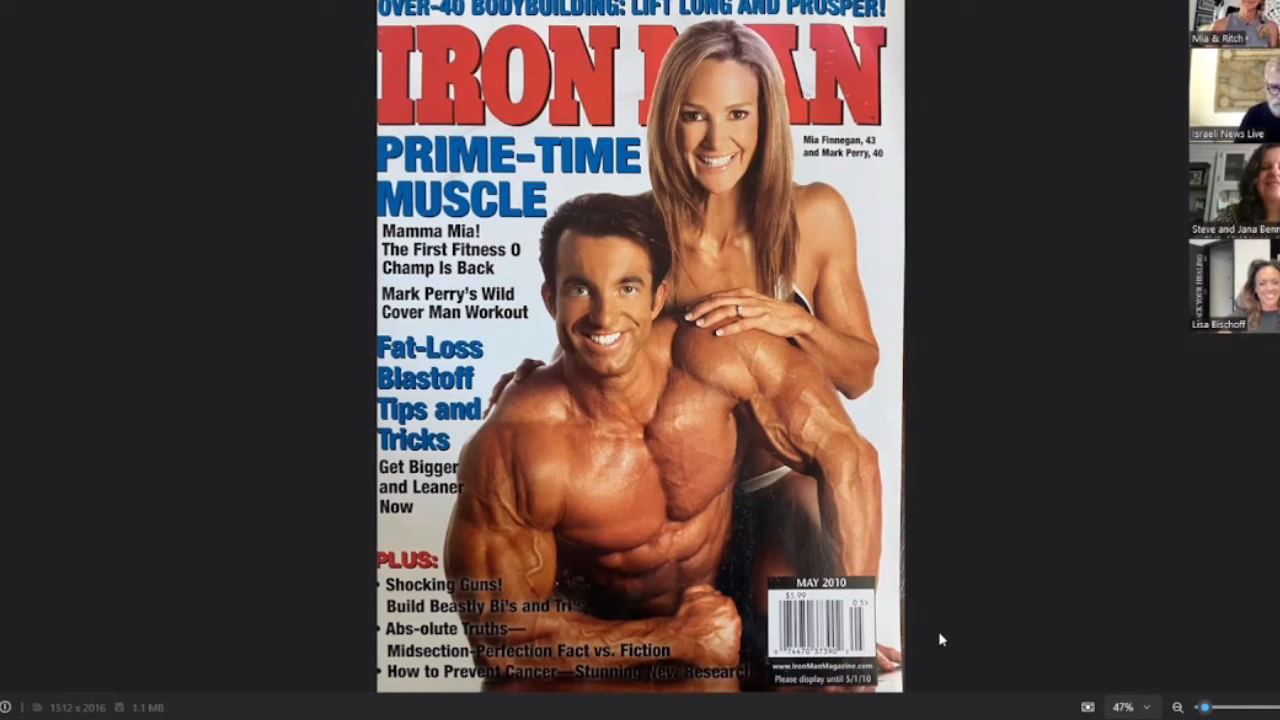 OVER-40 BODYBUILDING: LIFT LONG AND PROSPER!
IRON MAN
Mia Finnegan, 43
and Mark Perry, 40
PRIME-TIME
MUSCLE
Mamma Mia!
The First Fitness O
Champ Is Back
Mark Perry's Wild
Cover Man Workout
Fat-Loss
Blastoff
Tips and
Tricks
Get Bigger
and Leaner
Now
PLUS:
• Shocking Guns!
Build Beastly Bi's and Tri's
• Abs-olute Truths—
Midsection-Perfection Fact vs. Fiction
• How to Prevent Cancer—Stunning New Research
MAY 2010
$5.99
05>
www.IronManMagazine.com
Please display until 5/1/10
Mia & Ritch
Israeli News Live
Steve and Jana Benn
Lisa Bischoff
1512 x 2016
1.1 MB
47%